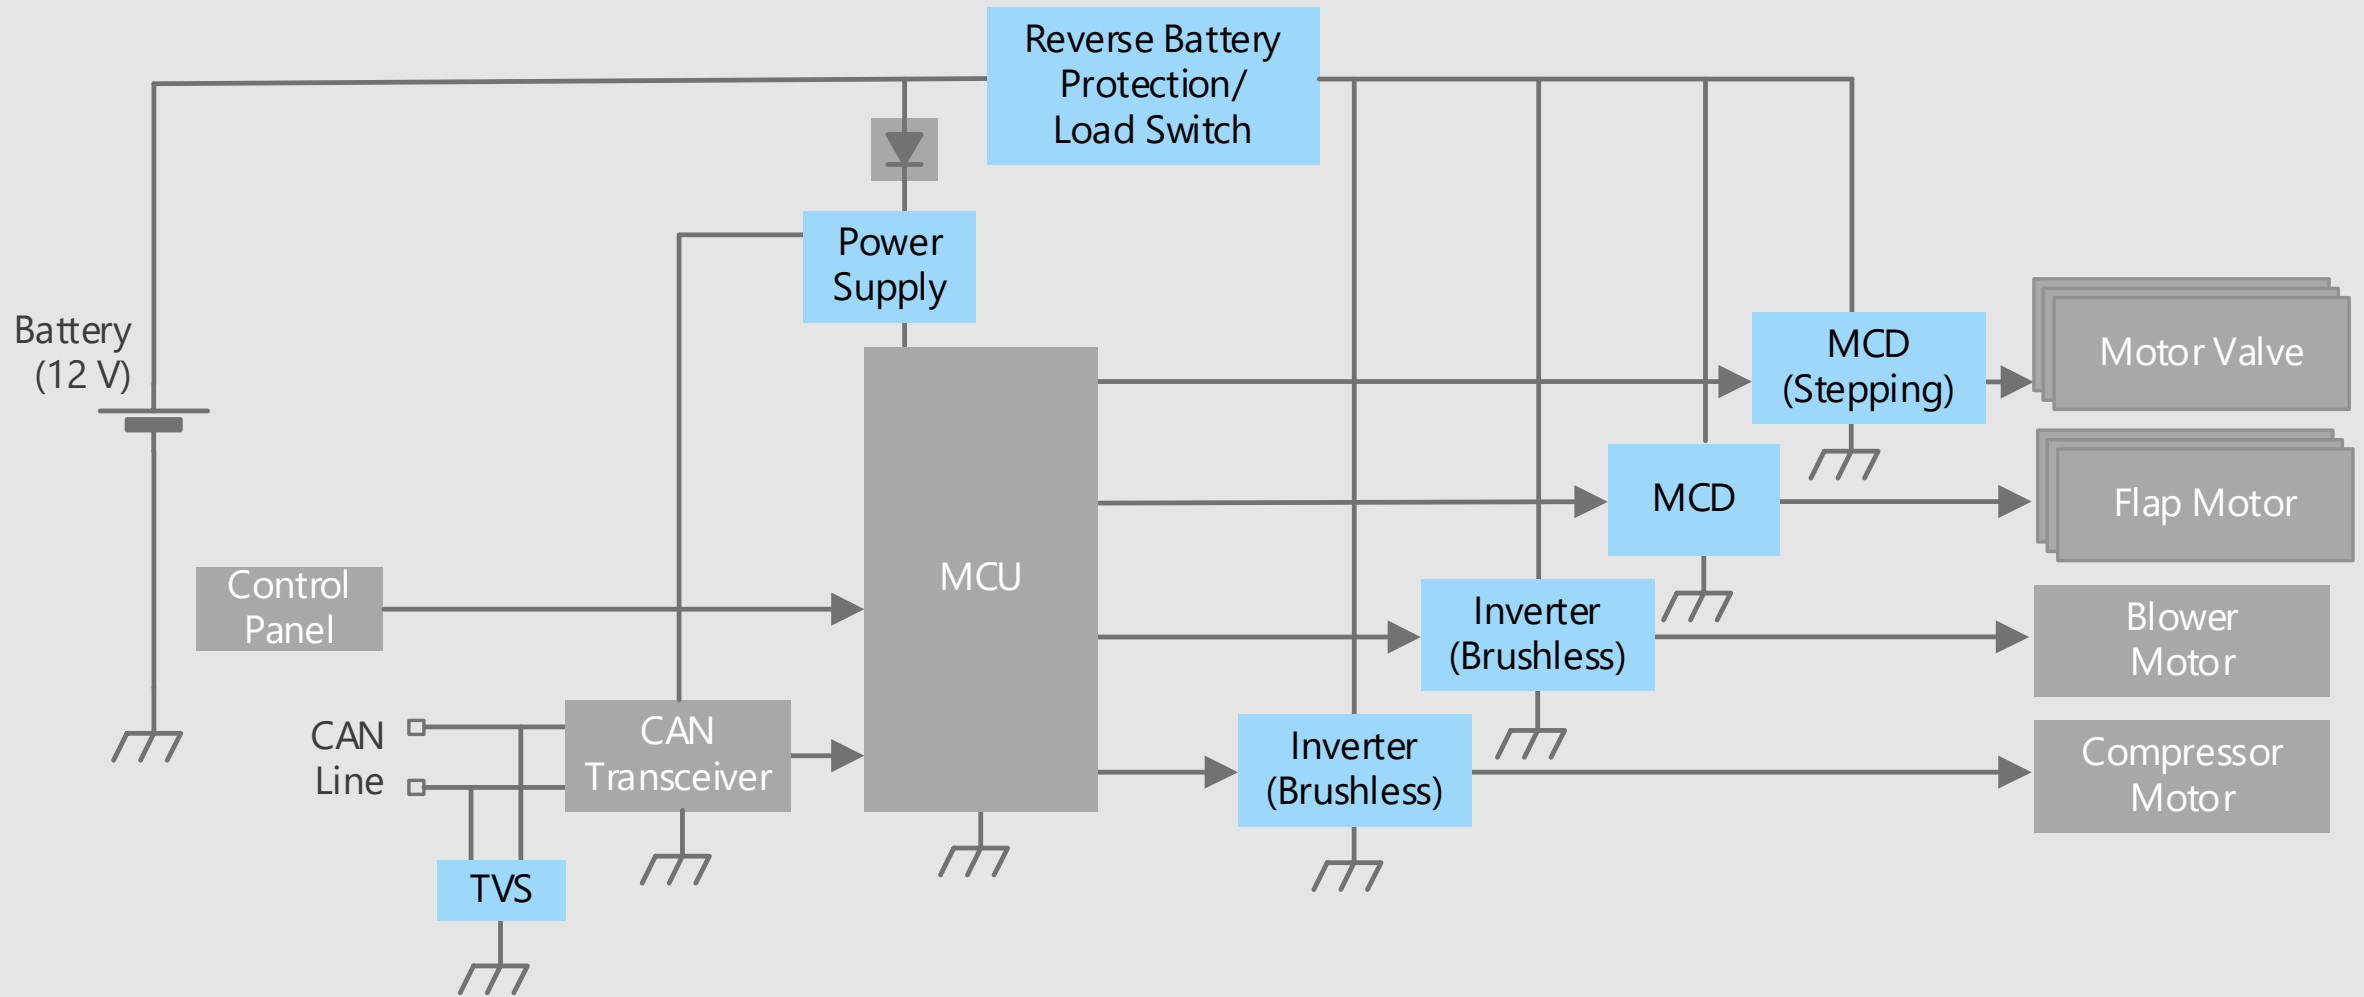 Reverse Battery
Protection/
Load Switch
Power
Supply
Battery
(12 V)
MCD
(Stepping)
Motor Valve
MCD
Flap Motor
MCU
Control
Panel
Inverter
(Brushless)
Blower
Motor
CAN
Line
CAN
Transceiver
Inverter
(Brushless)
Compressor
Motor
TVS